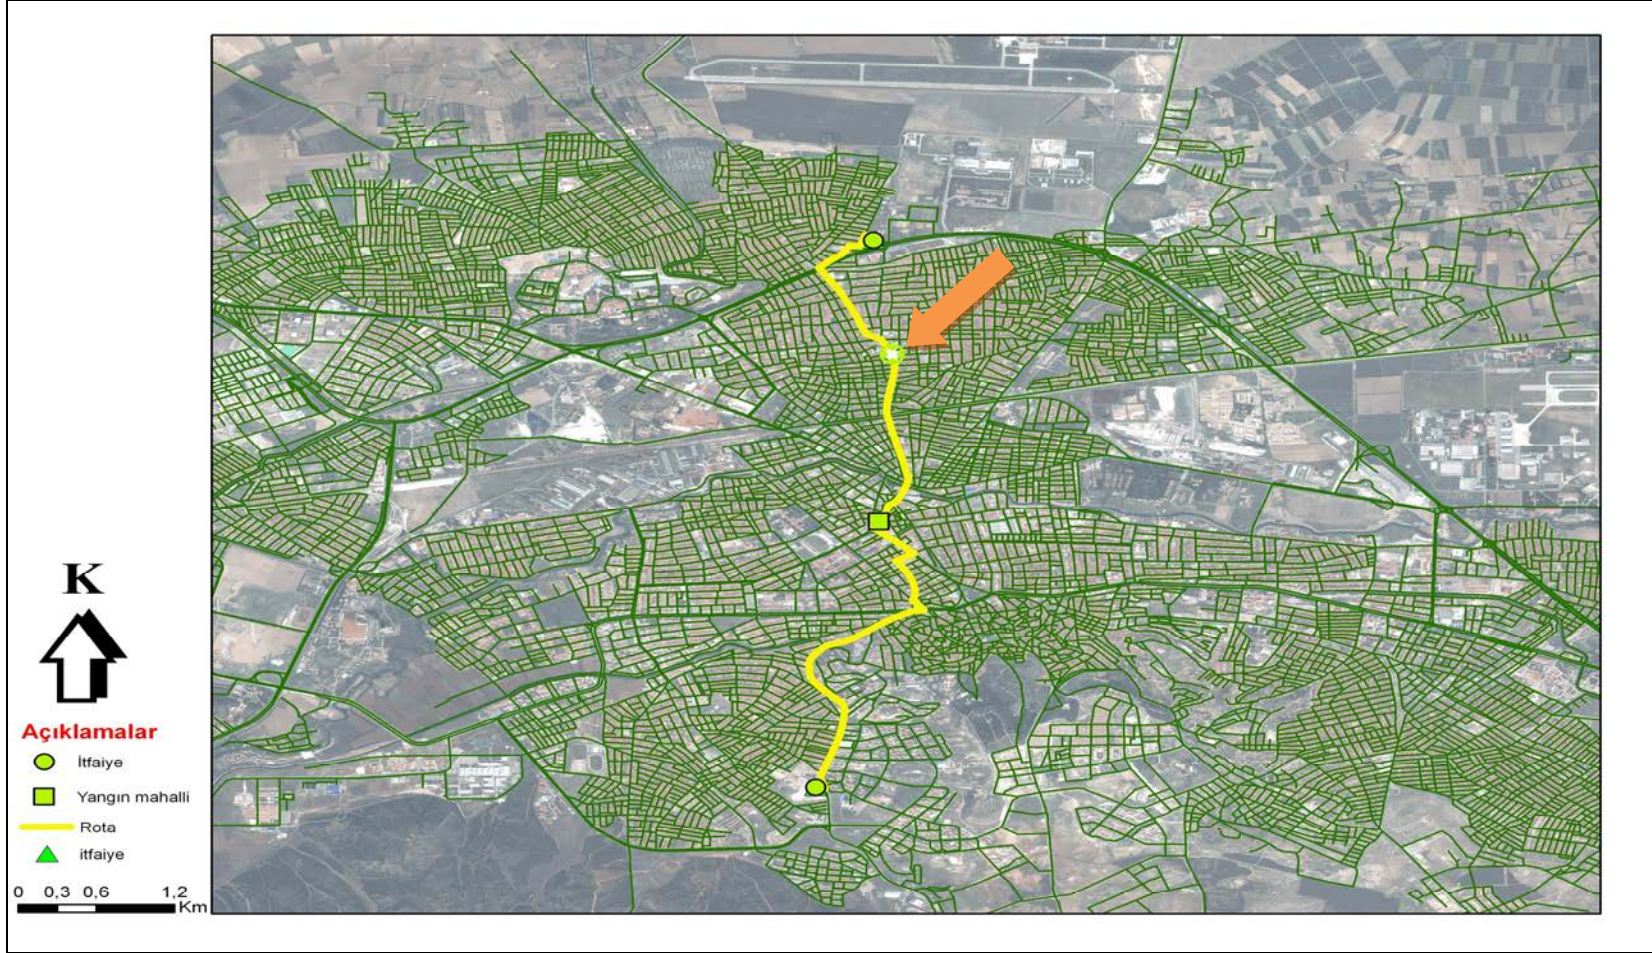 K
Açıklamalar
İtfaiye
Yangın mahalli
Rota
itfaiye
0 0,3 0,6 1,2
Km